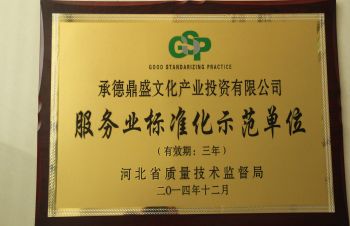 GSP
GOOD STANDARIZING PRACTICE
承德鼎盛文化产业投资有限公司
服务业标准化示范单位
（有效期：三年）
河北省质量技术监督局
二〇一四年十二月